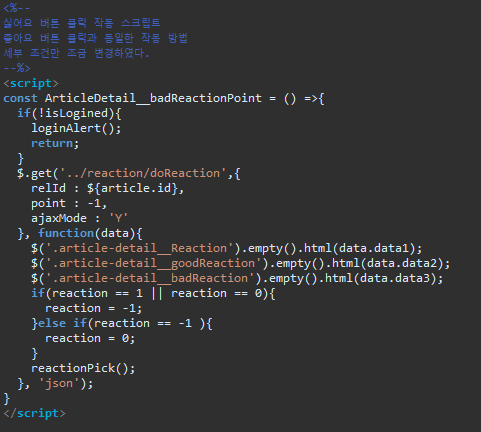 <%--
싫어요 버튼 클릭 작동 스크립트
좋아요 버튼 클릭과 동일한 작동 방법
세부 조건만 조금 변경하였다.
--%>
<script>
const ArticleDetail__badReactionPoint = () =>{
  if(!isLogined){
    loginAlert();
    return;
  }
  $.get('../reaction/doReaction',{
    relId : ${article.id},
    point : -1,
    ajaxMode : 'Y'
  }, function(data){
    $('.article-detail__Reaction').empty().html(data.data1);
    $('.article-detail__goodReaction').empty().html(data.data2);
    $('.article-detail__badReaction').empty().html(data.data3);
    if(reaction == 1 || reaction == 0){
      reaction = -1;
    }else if(reaction == -1 ){
      reaction = 0;
    }
    reactionPick();
  }, 'json');
}
</script>